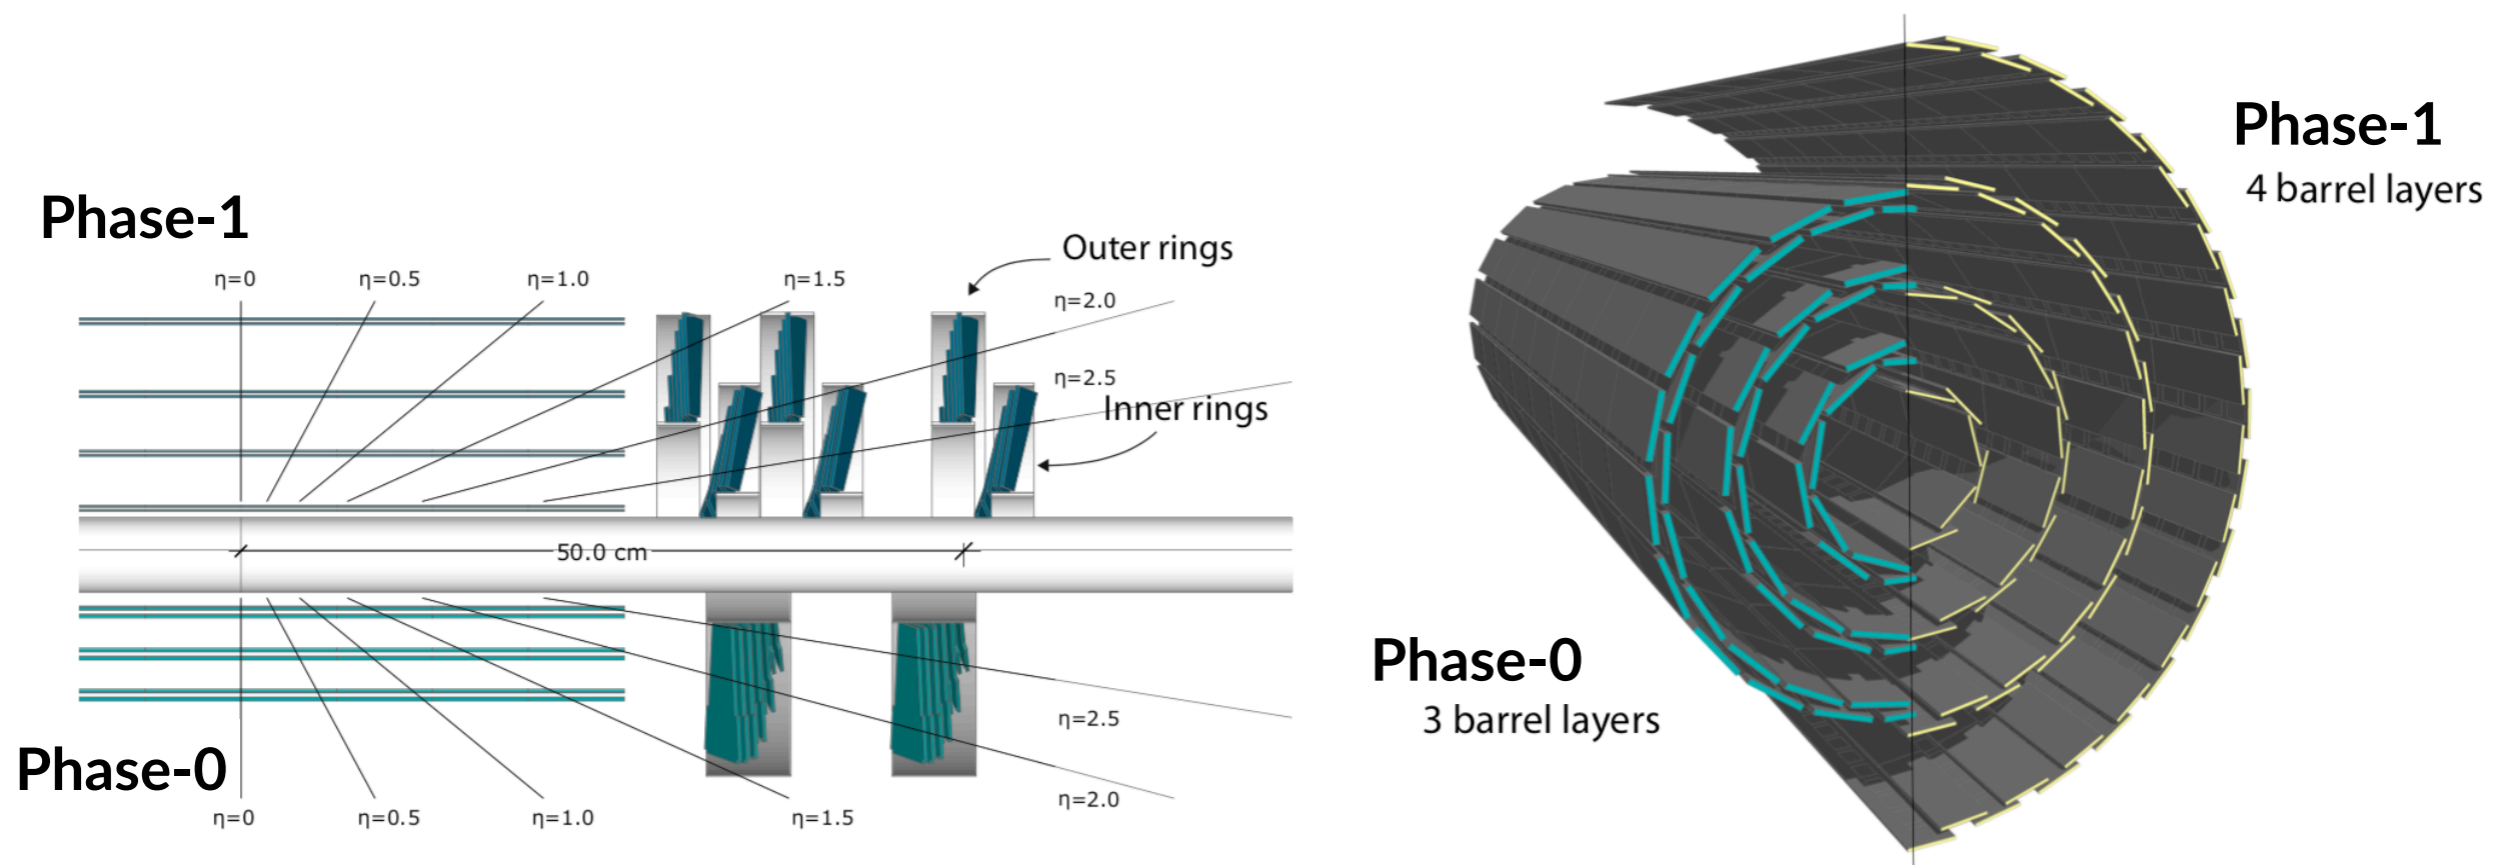 Phase-1
η=0
η=0.5
η=1.0
η=1.5
Outer rings
η=2.0
η=2.5
Inner rings
50.0 cm
Phase-0
η=0
η=0.5
η=1.0
η=1.5
η=2.5
η=2.0
Phase-1
4 barrel layers
Phase-0
3 barrel layers